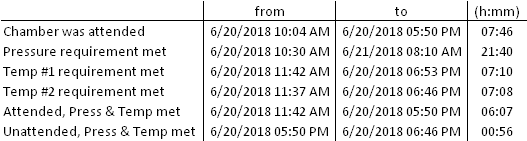 from to (h:mm)
Chamber was attended 6/20/2018 10:04 AM 6/20/2018 05:50 PM 07:46
Pressure requirement met 6/20/2018 10:30 AM 6/21/2018 08:10 AM 21:40
Temp #1 requirement met 6/20/2018 11:42 AM 6/20/2018 06:53 PM 07:10
Temp #2 requirement met 6/20/2018 11:37 AM 6/20/2018 06:46 PM 07:08
Attended, Press & Temp met 6/20/2018 11:42 AM 6/20/2018 05:50 PM 06:07
Unattended, Press & Temp met 6/20/2018 05:50 PM 6/20/2018 06:46 PM 00:56